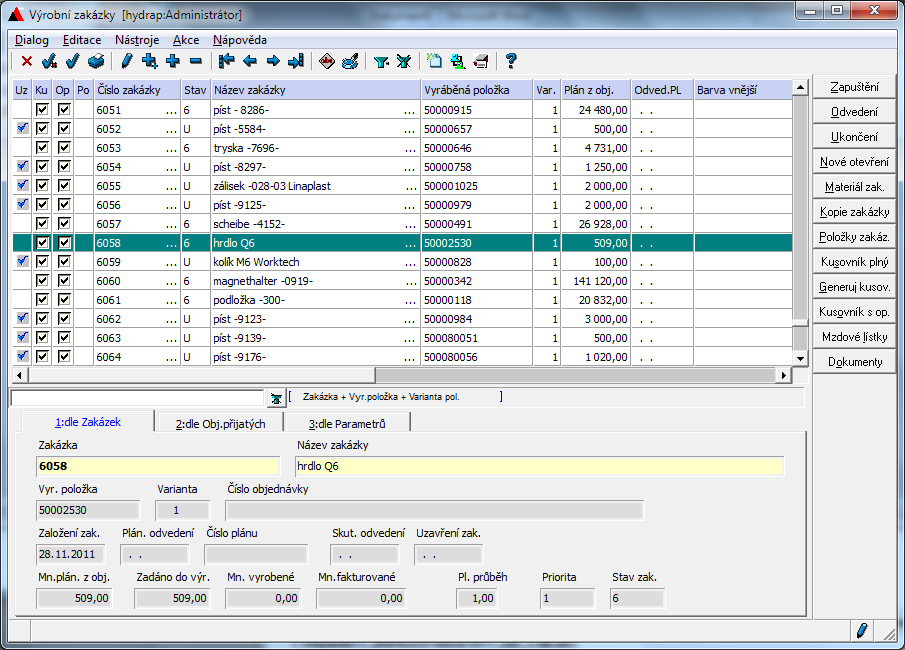 Výrobní zakázky [hydrap:Administrátor]
Dialog Editace Nástroje Akce Nápověda
Uz Ku Op Po Číslo zakázky Stav Název zakázky Vyráběná položka Var. Plán z obj. Odved.PL Barva vnější
6051 ... 6 píst - 8286- ... 50000915 1 24 480,00 . .
6052 ... U píst -5584- ... 50000657 1 500,00 . .
6053 ... 6 tryska -7696- ... 50000646 1 4 731,00 . .
6054 ... U píst -8297- ... 50000758 1 1 250,00 . .
6055 ... U zálisek -028-03 Linaplast ... 500001025 1 2 000,00 . .
6056 ... U píst -9125- ... 50000979 1 2 000,00 . .
6057 ... 6 scheibe -4152- ... 50000491 1 26 928,00 . .
6058 ... 6 hrdlo Q6 ... 50002530 1 509,00 . .
6059 ... U kolík M6 Worktech ... 50000828 1 100,00 . .
6060 ... 6 magnethalter -0919- ... 50000342 1 141 120,00 . .
6061 ... 6 podložka -300- ... 50000118 1 20 832,00 . .
6062 ... U píst -9123- ... 50000984 1 3 000,00 . .
6063 ... U píst -9139- ... 500080051 1 500,00 . .
6064 ... U píst -9176- ... 500080056 1 1 020,00 . .
Zapuštění
Odvedení
Ukončení
Nové otevření
Materiál zak.
Kopie zakázky
Položky zakáz.
Kusovník plný
Generuj kusov.
Kusovník s op.
Mzdové lístky
Dokumenty
[ Zakázka + Vyr.položka + Varianta pol. ]
1:dle Zakázek 2:dle Obj.přijatých 3:dle Parametrů
Zakázka Název zakázky
6058 hrdlo Q6
Vyr. položka Varianta Číslo objednávky
50002530 1
Založení zak. Plán. odvedení Číslo plánu Skut. odvedení Uzavření zak.
28.11.2011 . . . . . .
Mn.plán. z obj. Zadáno do výr. Mn. vyrobené Mn.fakturované Pl. průběh Priorita Stav zak.
509,00 509,00 0,00 0,00 1,00 1 6